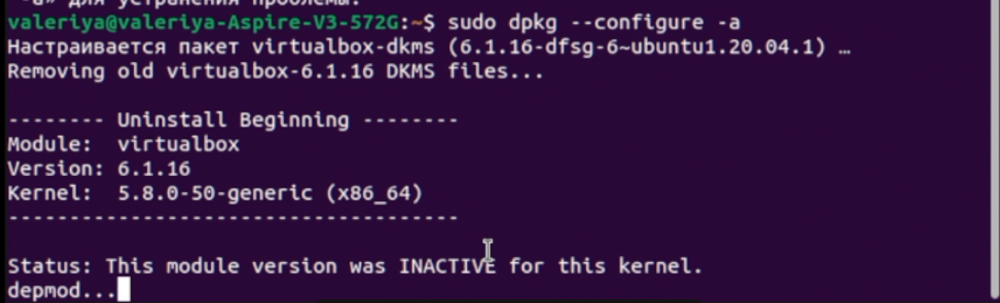 -a» для устранения проблемы.
valeriya@valeriya-Aspire-V3-572G:~$ sudo dpkg --configure -a
Настраивается пакет virtualbox-dkms (6.1.16-dfsg-6~ubuntu1.20.04.1) …
Removing old virtualbox-6.1.16 DKMS files...
-------- Uninstall Beginning --------
Module:  virtualbox
Version: 6.1.16
Kernel:  5.8.0-50-generic (x86_64)
-------------------------------------
Status: This module version was INACTIVE for this kernel.
depmod...